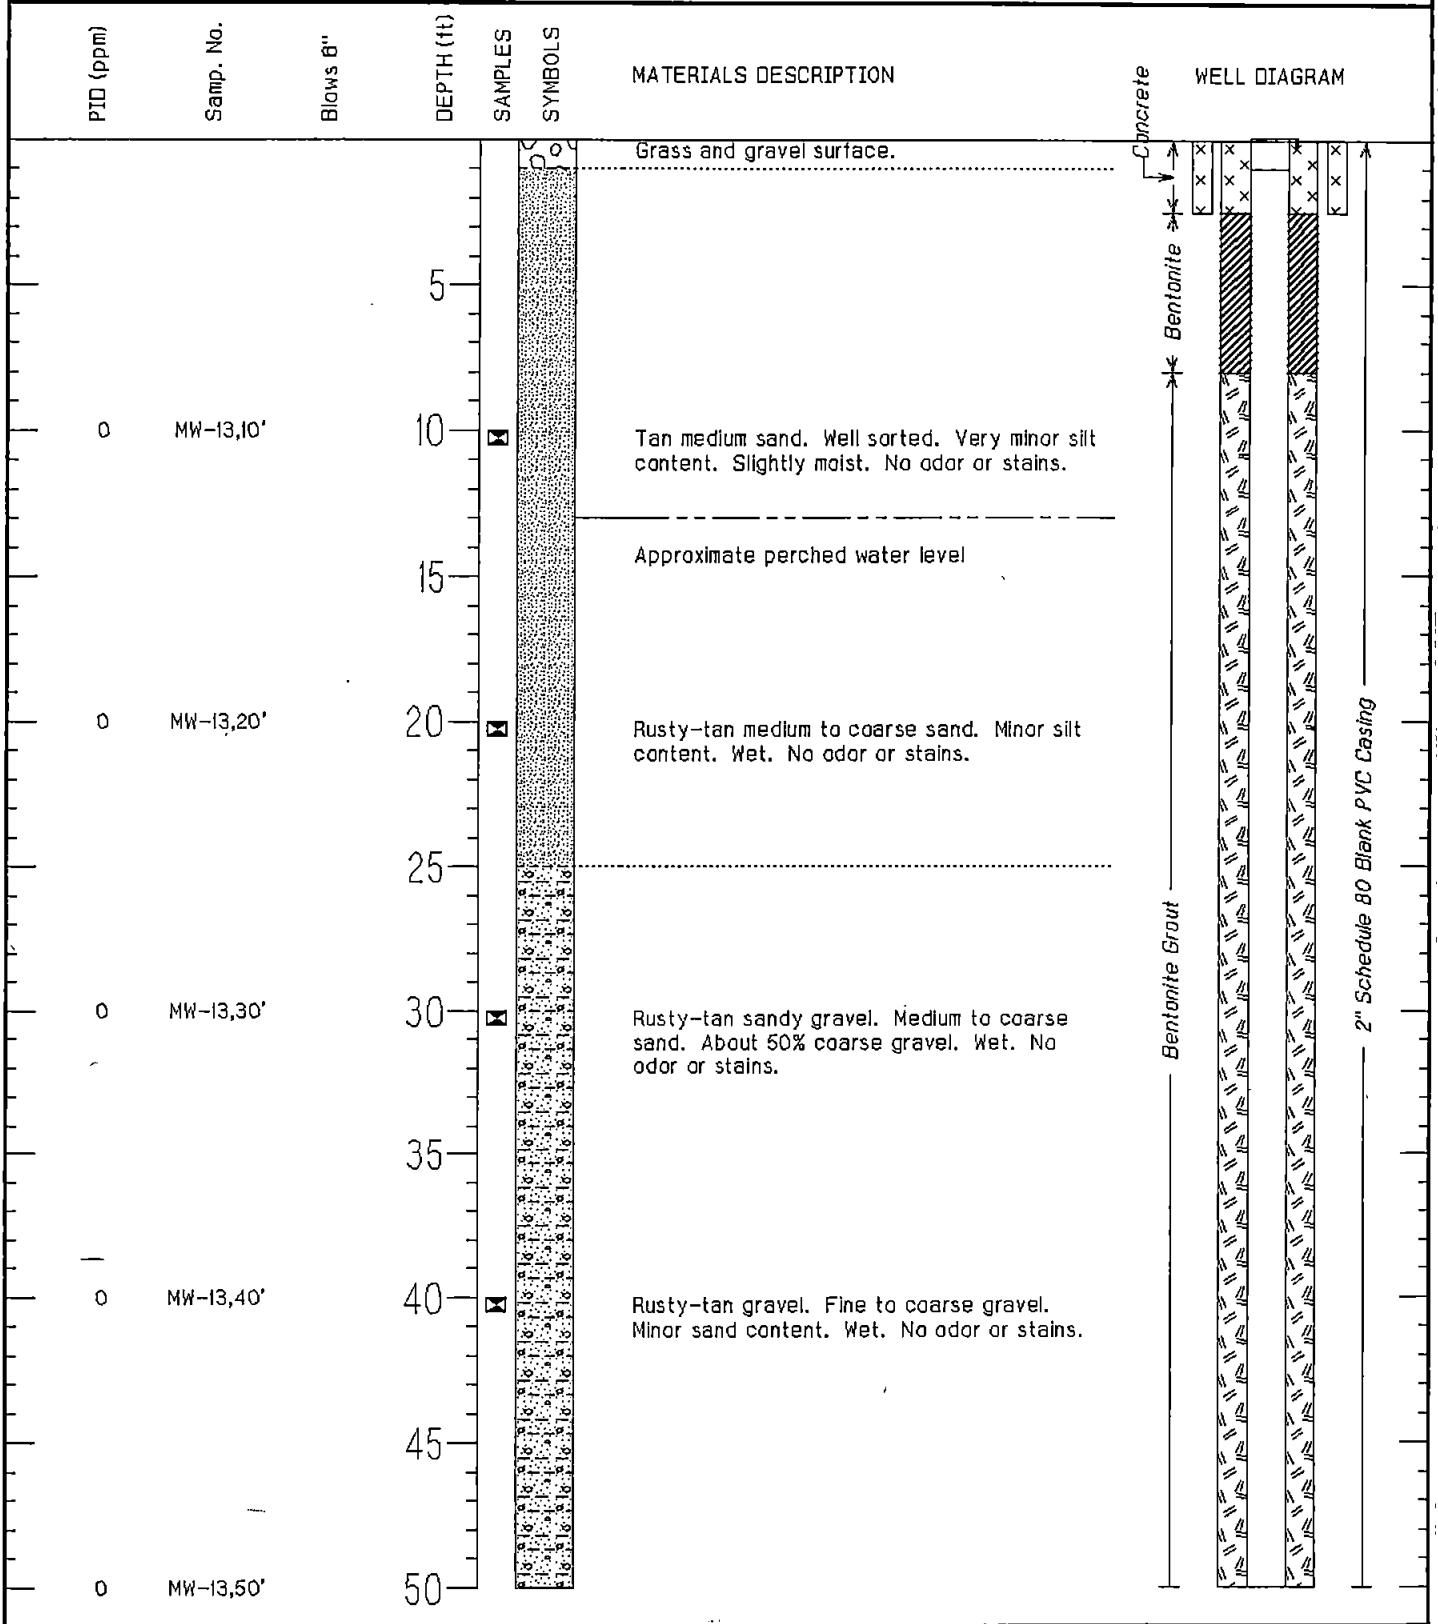 PID (ppm)
Samp. No.
Blows 6"
DEPTH (ft)
SAMPLES
SYMBOLS
MATERIALS DESCRIPTION
WELL DIAGRAM
Concrete
Grass and gravel surface.
Bentonite
5
0 MW-13,10' 10
Tan medium sand. Well sorted. Very minor silt
content. Slightly moist. No odor or stains.
Approximate perched water level
15
0 MW-13,20' 20
Rusty-tan medium to coarse sand. Minor silt
content. Wet. No odor or stains.
25
2" Schedule 80 Blank PVC Casing
Bentonite Grout
0 MW-13,30' 30
Rusty-tan sandy gravel. Medium to coarse
sand. About 50% coarse gravel. Wet. No
odor or stains.
35
0 MW-13,40' 40
Rusty-tan gravel. Fine to coarse gravel.
Minor sand content. Wet. No odor or stains.
45
0 MW-13,50' 50